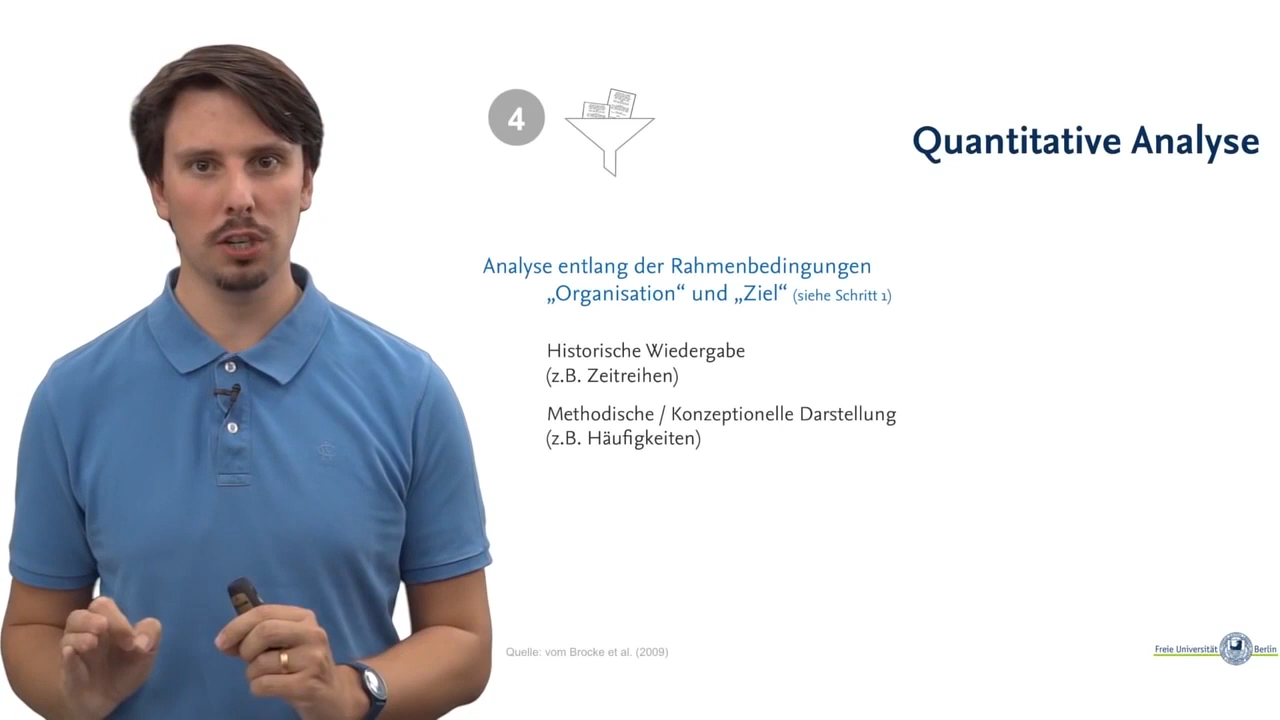 4
Quantitative Analyse
Analyse entlang der Rahmenbedingungen
„Organisation“ und „Ziel“ (siehe Schritt 1)
Historische Wiedergabe
(z.B. Zeitreihen)
Methodische / Konzeptionelle Darstellung
(z.B. Häufigkeiten)
Quelle: vom Brocke et al. (2009)
Freie Universität Berlin